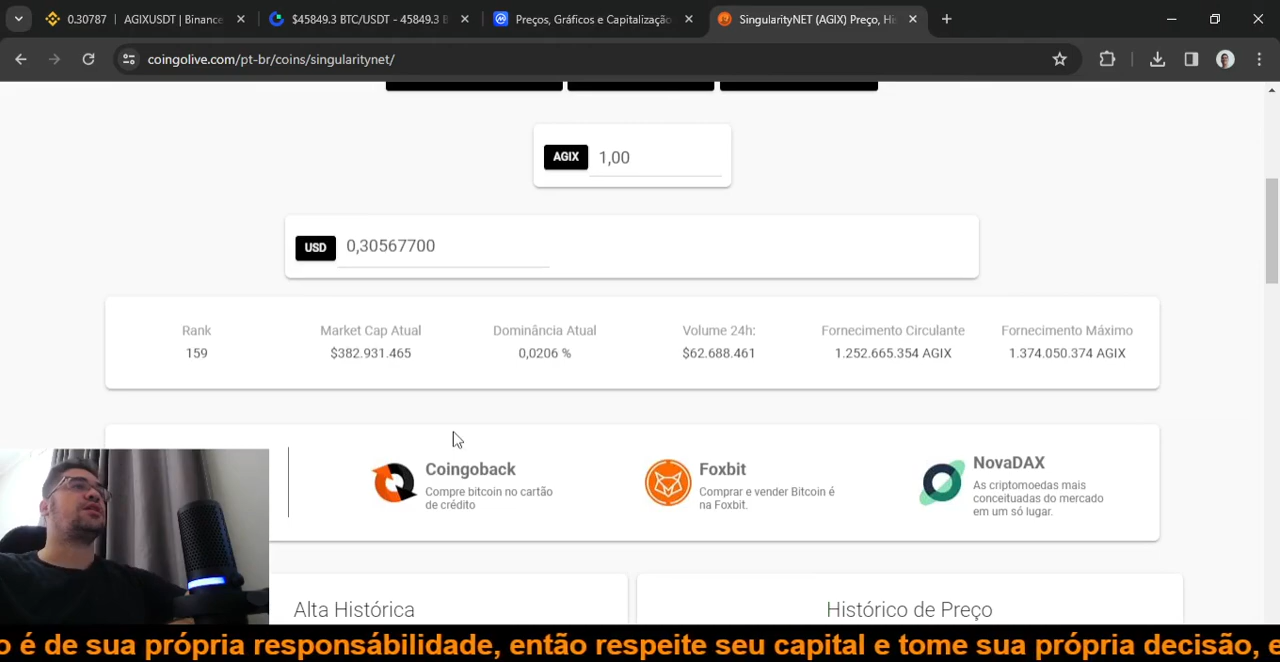 0.30787 | AGIXUSDT | Binance
$45849.3 BTC/USDT - 45849.3 B
Preços, Gráficos e Capitalização
SingularityNET (AGIX) Preço, His
coingolive.com/pt-br/coins/singularitynet/
AGIX 1,00
USD 0,30567700
Rank Market Cap Atual Dominância Atual Volume 24h: Fornecimento Circulante Fornecimento Máximo
159 $382.931.465 0,0206 % $62.688.461 1.252.665.354 AGIX 1.374.050.374 AGIX
Coingoback
Compre bitcoin no cartão
de crédito
Foxbit
Comprar e vender Bitcoin é
na Foxbit.
NovaDAX
As criptomoedas mais
conceituadas do mercado
em um só lugar.
Alta Histórica
Histórico de Preço
o é de sua própria responsábilidade, então respeite seu capital e tome sua própria decisão, e